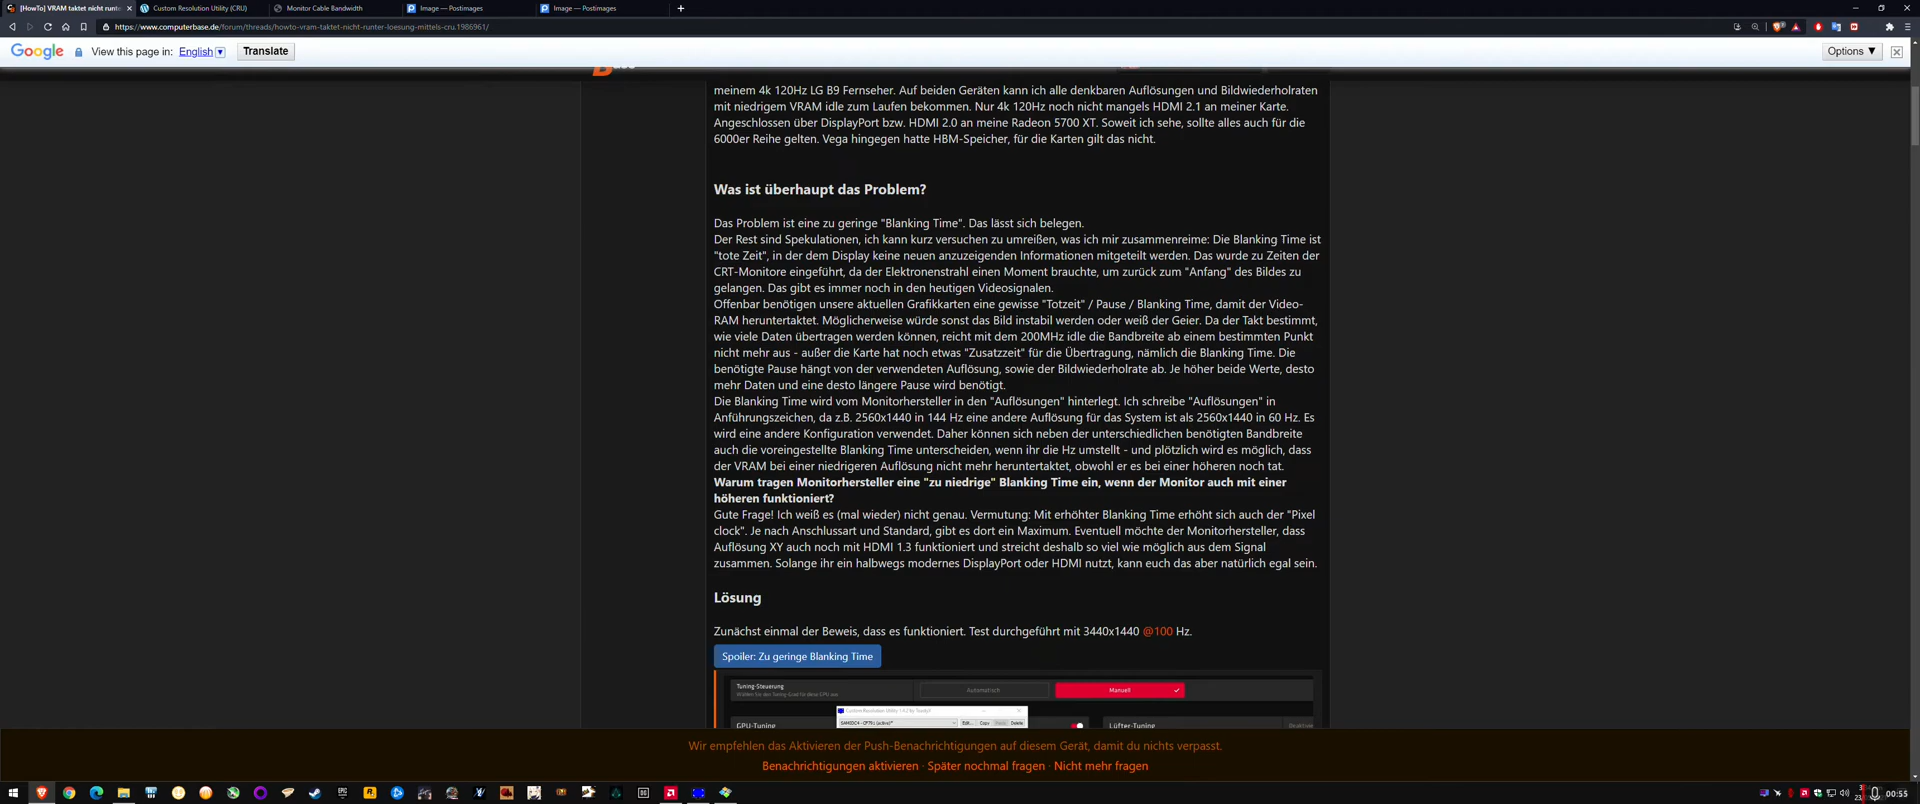 [HowTo] VRAM taktet nicht runte
Custom Resolution Utility (CRU)
Monitor Cable Bandwidth
Image — Postimages
Image — Postimages
https://www.computerbase.de/forum/threads/howto-vram-taktet-nicht-runter-loesung-mittels-cru.1986961/
Google View this page in: English Translate Options ▼
meinem 4k 120Hz LG B9 Fernseher. Auf beiden Geräten kann ich alle denkbaren Auflösungen und Bildwiederholraten
mit niedrigem VRAM idle zum Laufen bekommen. Nur 4k 120Hz noch nicht mangels HDMI 2.1 an meiner Karte.
Angeschlossen über DisplayPort bzw. HDMI 2.0 an meine Radeon 5700 XT. Soweit ich sehe, sollte alles auch für die
6000er Reihe gelten. Vega hingegen hatte HBM-Speicher, für die Karten gilt das nicht.
Was ist überhaupt das Problem?
Das Problem ist eine zu geringe "Blanking Time". Das lässt sich belegen.
Der Rest sind Spekulationen, ich kann kurz versuchen zu umreißen, was ich mir zusammenreime: Die Blanking Time ist
"tote Zeit", in der dem Display keine neuen anzuzeigenden Informationen mitgeteilt werden. Das wurde zu Zeiten der
CRT-Monitore eingeführt, da der Elektronenstrahl einen Moment brauchte, um zurück zum "Anfang" des Bildes zu
gelangen. Das gibt es immer noch in den heutigen Videosignalen.
Offenbar benötigen unsere aktuellen Grafikkarten eine gewisse "Totzeit" / Pause / Blanking Time, damit der Video-
RAM heruntertaktet. Möglicherweise würde sonst das Bild instabil werden oder weiß der Geier. Da der Takt bestimmt,
wie viele Daten übertragen werden können, reicht mit dem 200MHz idle die Bandbreite ab einem bestimmten Punkt
nicht mehr aus - außer die Karte hat noch etwas "Zusatzzeit" für die Übertragung, nämlich die Blanking Time. Die
benötigte Pause hängt von der verwendeten Auflösung, sowie der Bildwiederholrate ab. Je höher beide Werte, desto
mehr Daten und eine desto längere Pause wird benötigt.
Die Blanking Time wird vom Monitorhersteller in den "Auflösungen" hinterlegt. Ich schreibe "Auflösungen" in
Anführungszeichen, da z.B. 2560x1440 in 144 Hz eine andere Auflösung für das System ist als 2560x1440 in 60 Hz. Es
wird eine andere Konfiguration verwendet. Daher können sich neben der unterschiedlichen benötigten Bandbreite
auch die voreingestellte Blanking Time unterscheiden, wenn ihr die Hz umstellt - und plötzlich wird es möglich, dass
der VRAM bei einer niedrigeren Auflösung nicht mehr heruntertaktet, obwohl er es bei einer höheren noch tat.
Warum tragen Monitorhersteller eine "zu niedrige" Blanking Time ein, wenn der Monitor auch mit einer
höheren funktioniert?
Gute Frage! Ich weiß es (mal wieder) nicht genau. Vermutung: Mit erhöhter Blanking Time erhöht sich auch der "Pixel
clock". Je nach Anschlussart und Standard, gibt es dort ein Maximum. Eventuell möchte der Monitorhersteller, dass
Auflösung XY auch noch mit HDMI 1.3 funktioniert und streicht deshalb so viel wie möglich aus dem Signal
zusammen. Solange ihr ein halbwegs modernes DisplayPort oder HDMI nutzt, kann euch das aber natürlich egal sein.
Lösung
Zunächst einmal der Beweis, dass es funktioniert. Test durchgeführt mit 3440x1440 @100 Hz.
Spoiler: Zu geringe Blanking Time
Tuning-Steuerung
Automatisch
Manuell
Edit... Copy Delete
GPU-Tuning
Lüfter-Tuning
Wir empfehlen das Aktivieren der Push-Benachrichtigungen auf diesem Gerät, damit du nichts verpasst.
Benachrichtigungen aktivieren · Später nochmal fragen · Nicht mehr fragen
EPIC
00:55